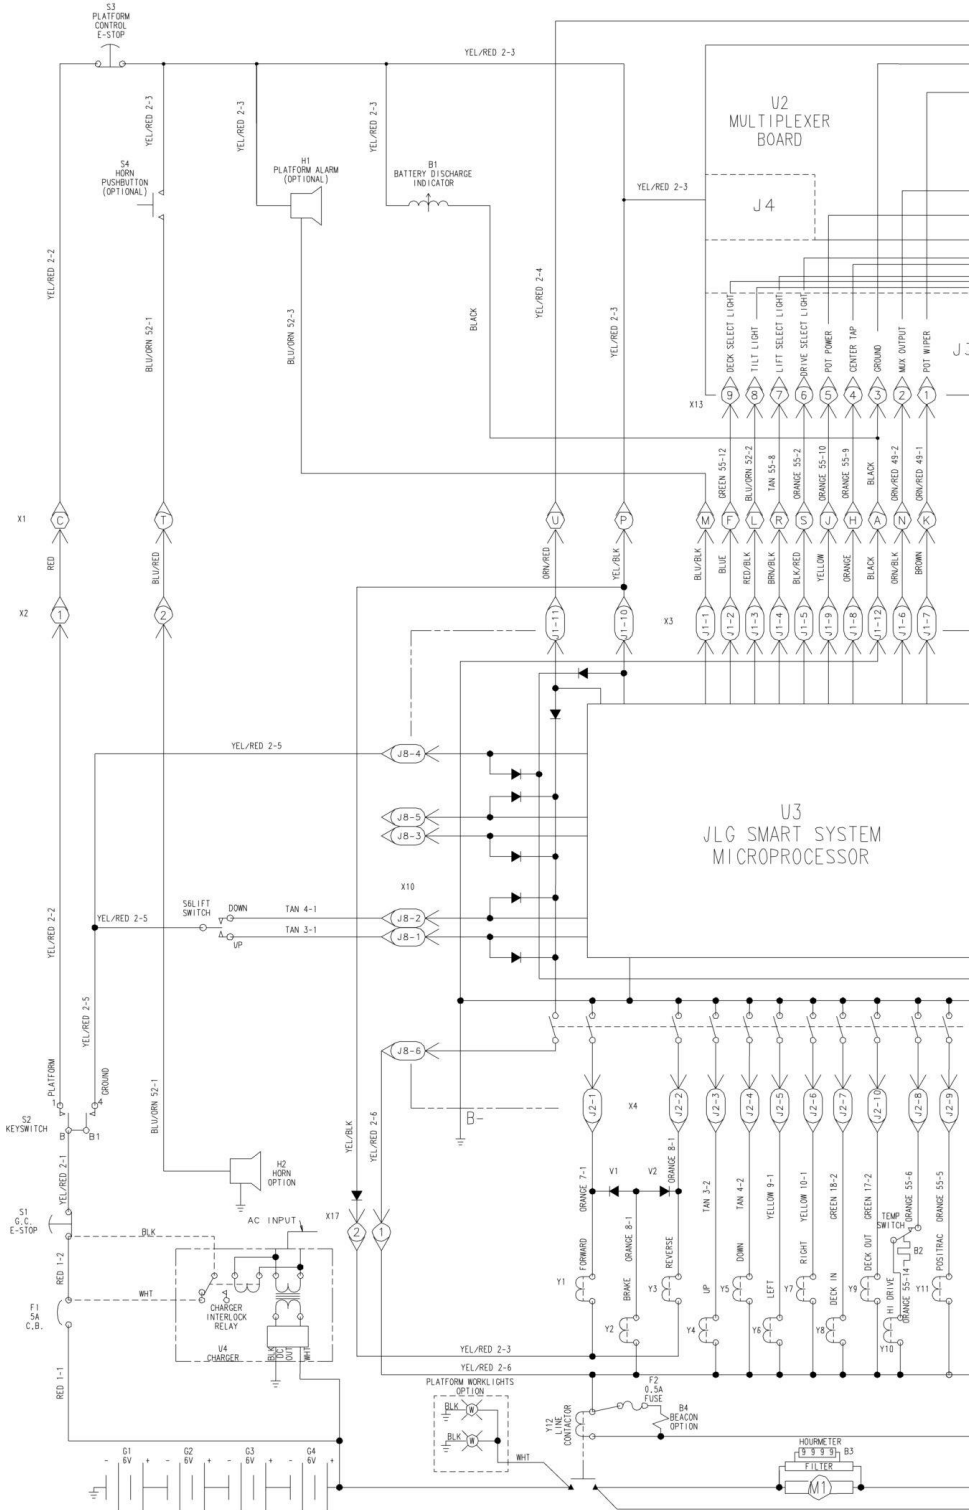 S3
PLATFORM
CONTROL
E-STOP
YEL/RED 2-3
YEL/RED 2-3
YEL/RED 2-3
YEL/RED 2-3
U2
MULTIPLEXER
BOARD
S4
HORN
PUSHBUTTON
(OPTIONAL)
H1
PLATFORM ALARM
(OPTIONAL)
B1
BATTERY DISCHARGE
INDICATOR
YEL/RED 2-3
J4
YEL/RED 2-2
BLU/ORN 52-1
BLU/ORN 52-3
BLACK
YEL/RED 2-4
YEL/RED 2-3
DECK SELECT LIGHT
TILT LIGHT
LIFT SELECT LIGHT
DRIVE SELECT LIGHT
POT POWER
CENTER TAP
GROUND
MUX OUTPUT
POT WIPER
J3
X13
9
8
7
6
5
4
3
2
1
GREEN 55-12
BLU/ORN 52-2
TAN 55-8
ORANGE 55-2
ORANGE 55-10
ORANGE 55-9
BLACK
ORN/RED 49-2
ORN/RED 49-1
X1
C
T
U
P
M
F
L
R
S
J
H
A
N
K
RED
BLU/RED
ORN/RED
YEL/BLK
BLU/BLK
BLUE
RED/BLK
BRN/BLK
BLK/RED
YELLOW
ORANGE
BLACK
ORN/BLK
BROWN
X2
1
2
J1-11
J1-10
X3
J1-1
J1-2
J1-3
J1-4
J1-5
J1-9
J1-8
J1-12
J1-6
J1-7
YEL/RED 2-5
J8-4
J8-5
J8-3
U3
JLG SMART SYSTEM
MICROPROCESSOR
X10
S6LIFT
SWITCH
DOWN
TAN 4-1
J8-2
YEL/RED 2-5
UP
TAN 3-1
J8-1
YEL/RED 2-2
YEL/RED 2-5
J8-6
PLATFORM
GROUND
1
4
S2
KEYSWITCH
B
B1
BLU/ORN 52-1
YEL/BLK
YEL/RED 2-6
B-
J2-1
X4
J2-2
J2-3
J2-4
J2-5
J2-6
J2-7
J2-10
J2-8
J2-9
YEL/RED 2-1
H2
HORN
OPTION
V1
V2
ORANGE 7-1
ORANGE 8-1
ORANGE 8-1
TAN 3-2
TAN 4-2
YELLOW 9-1
YELLOW 10-1
GREEN 18-2
GREEN 17-2
ORANGE 55-6
ORANGE 55-5
S1
G.C.
E-STOP
AC INPUT
X17
2
1
TEMP
SWITCH
B2
BLK
RED 1-2
FORWARD
BRAKE
REVERSE
UP
DOWN
LEFT
RIGHT
DECK IN
DECK OUT
HI DRIVE
ORANGE 55-14
POSITRAC
Y1
Y2
Y3
Y4
Y5
Y6
Y7
Y8
Y9
Y10
Y11
WHT
F1
5A
C.B.
CHARGER
INTERLOCK
RELAY
U4
CHARGER
BLK
DC
OUT
WHT
YEL/RED 2-3
YEL/RED 2-6
RED 1-1
PLATFORM WORKLIGHTS
OPTION
BLK
W
BLK
W
WHT
Y12
LINE
CONTACTOR
F2
0.5A
FUSE
B4
BEACON
OPTION
HOURMETER
9 9 9 9
B3
FILTER
M1
G1
6V
G2
6V
G3
6V
G4
6V
- + - + - + - +